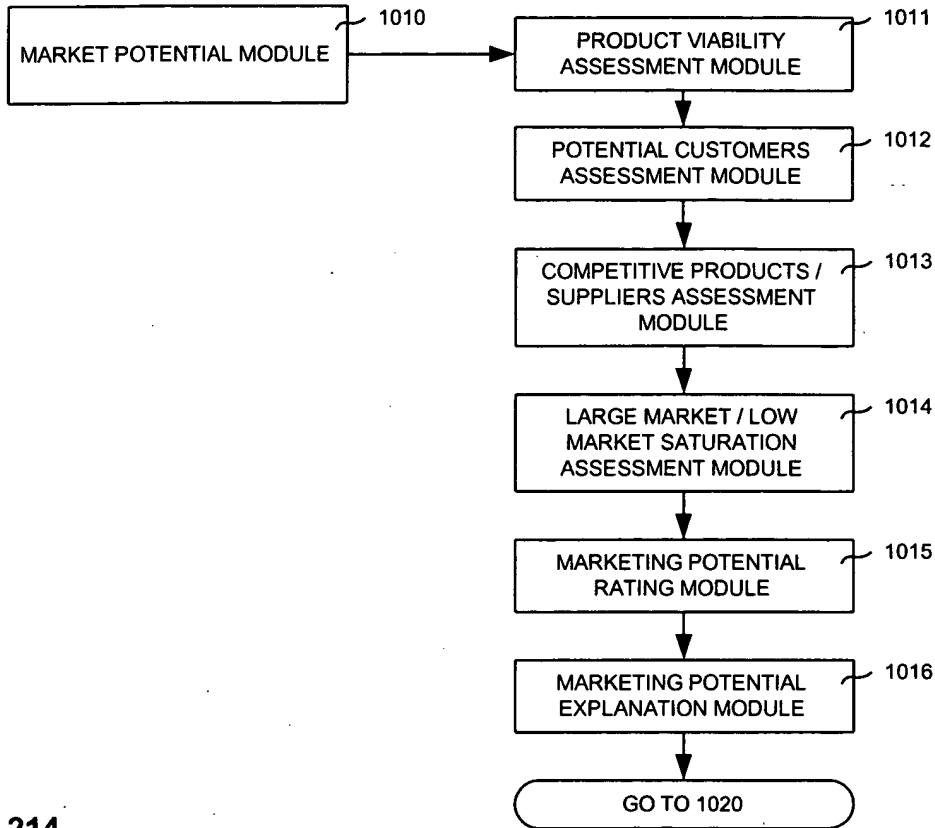 MARKET POTENTIAL MODULE
1010
PRODUCT VIABILITY
ASSESSMENT MODULE
1011
POTENTIAL CUSTOMERS
ASSESSMENT MODULE
1012
COMPETITIVE PRODUCTS /
SUPPLIERS ASSESSMENT
MODULE
1013
LARGE MARKET / LOW
MARKET SATURATION
ASSESSMENT MODULE
1014
MARKETING POTENTIAL
RATING MODULE
1015
MARKETING POTENTIAL
EXPLANATION MODULE
1016
GO TO 1020